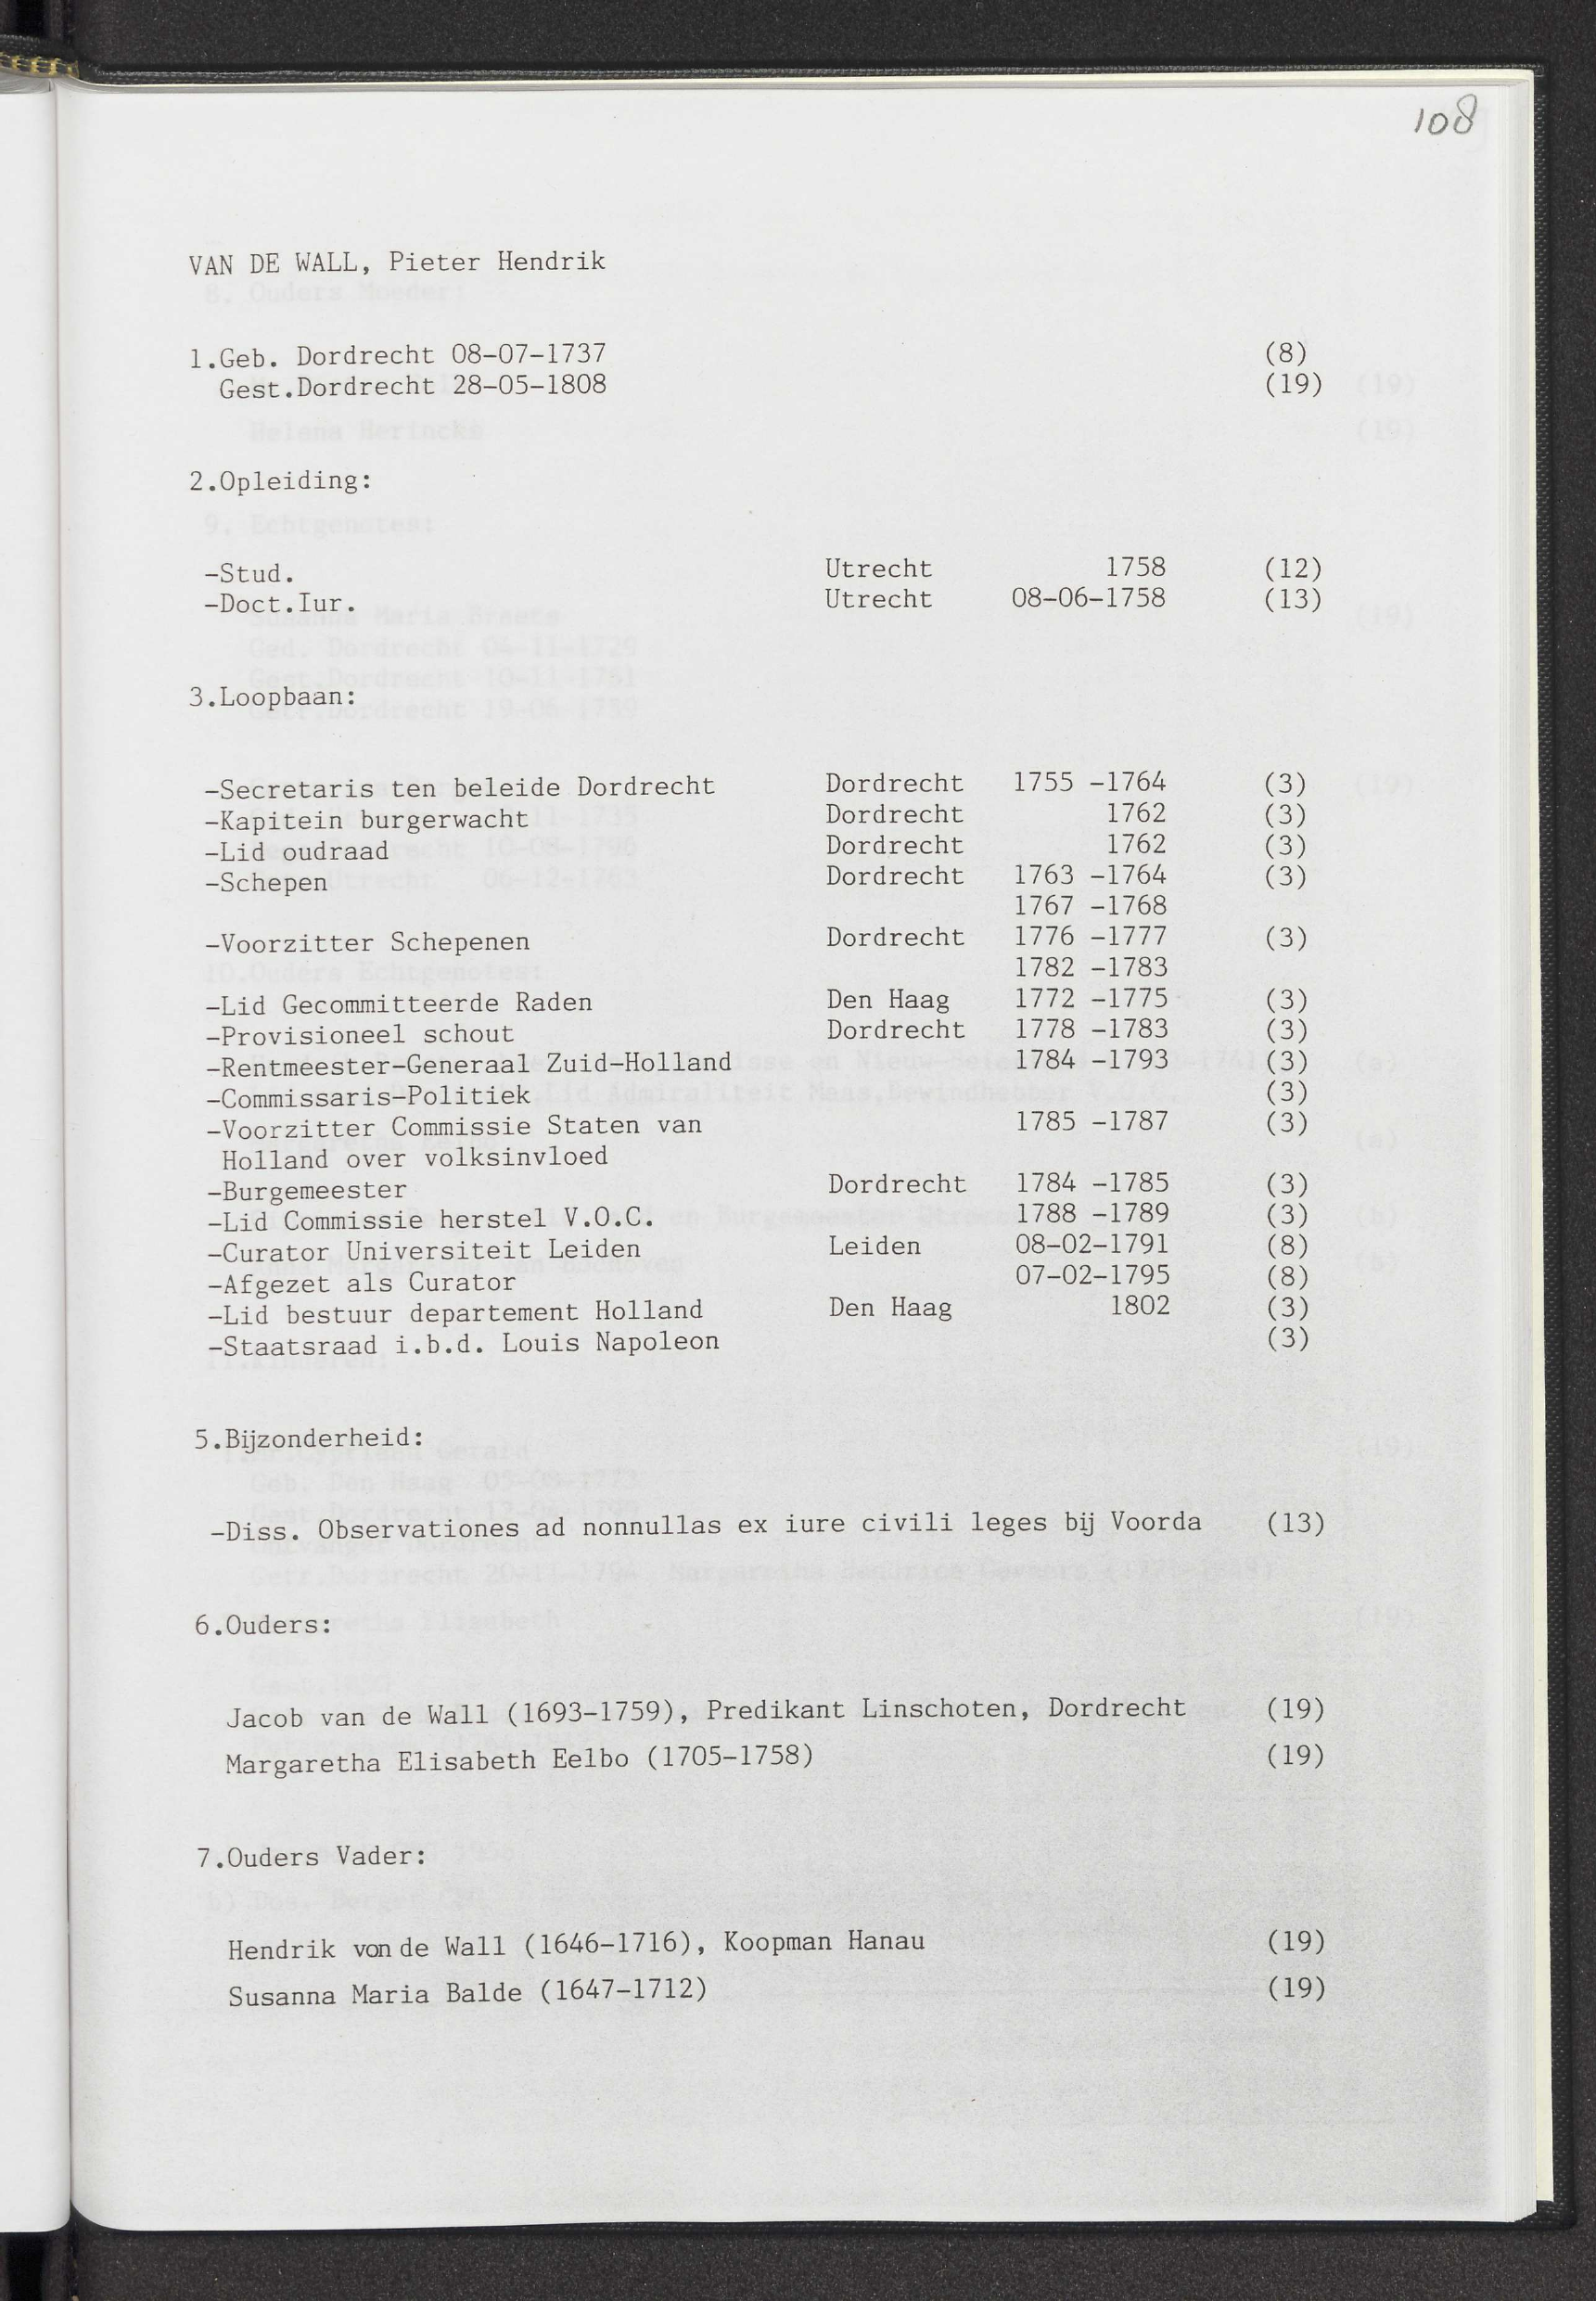 108
VAN DE WALL, Pieter Hendrik
1.Geb. Dordrecht 08-07-1737 (8)
Gest.Dordrecht 28-05-1808 (19)
2.Opleiding:
-Stud. Utrecht 1758 (12)
-Doct.Iur. Utrecht 08-06-1758 (13)
3.Loopbaan:
-Secretaris ten beleide Dordrecht Dordrecht 1755 -1764 (3)
-Kapitein burgerwacht Dordrecht 1762 (3)
-Lid oudraad Dordrecht 1762 (3)
-Schepen Dordrecht 1763 -1764 (3)
1767 -1768
-Voorzitter Schepenen Dordrecht 1776 -1777 (3)
1782 -1783
-Lid Gecommitteerde Raden Den Haag 1772 -1775 (3)
-Provisioneel schout Dordrecht 1778 -1783 (3)
-Rentmeester-Generaal Zuid-Holland 1784 -1793 (3)
-Commissaris-Politiek (3)
-Voorzitter Commissie Staten van 1785 -1787 (3)
Holland over volksinvloed
-Burgemeester Dordrecht 1784 -1785 (3)
-Lid Commissie herstel V.O.C. 1788 -1789 (3)
-Curator Universiteit Leiden Leiden 08-02-1791 (8)
-Afgezet als Curator 07-02-1795 (8)
-Lid bestuur departement Holland Den Haag 1802 (3)
-Staatsraad i.b.d. Louis Napoleon (3)
5.Bijzonderheid:
-Diss. Observationes ad nonnullas ex iure civili leges bij Voorda (13)
6.Ouders:
Jacob van de Wall (1693-1759), Predikant Linschoten, Dordrecht (19)
Margaretha Elisabeth Eelbo (1705-1758) (19)
7.Ouders Vader:
Hendrik von de Wall (1646-1716), Koopman Hanau (19)
Susanna Maria Balde (1647-1712) (19)